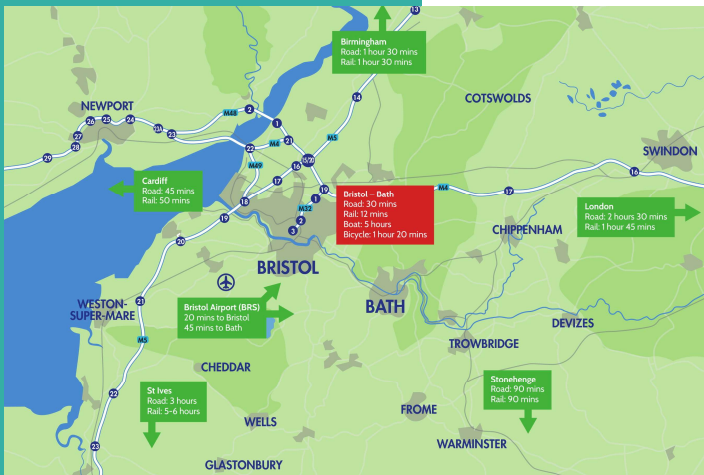 13
Birmingham
Road: 1 hour 30 mins
Rail: 1 hour 30 mins
14
COTSWOLDS
NEWPORT
M48
2
1
M5
26
25
24
23A
23
27
28
29
22
M4
21
15/20
16
M49
17
SWINDON
16
Cardiff
Road: 45 mins
Rail: 50 mins
18
19
1
M32
2
3
Bristol – Bath
Road: 30 mins
Rail: 12 mins
Boat: 5 hours
Bicycle: 1 hour 20 mins
M4
17
London
Road: 2 hours 30 mins
Rail: 1 hour 45 mins
19
20
CHIPPENHAM
BRISTOL
BATH
21
WESTON-
SUPER-MARE
Bristol Airport (BRS)
20 mins to Bristol
45 mins to Bath
DEVIZES
TROWBRIDGE
M5
CHEDDAR
St Ives
Road: 3 hours
Rail: 5-6 hours
22
Stonehenge
Road: 90 mins
Rail: 90 mins
FROME
WELLS
WARMINSTER
23
GLASTONBURY